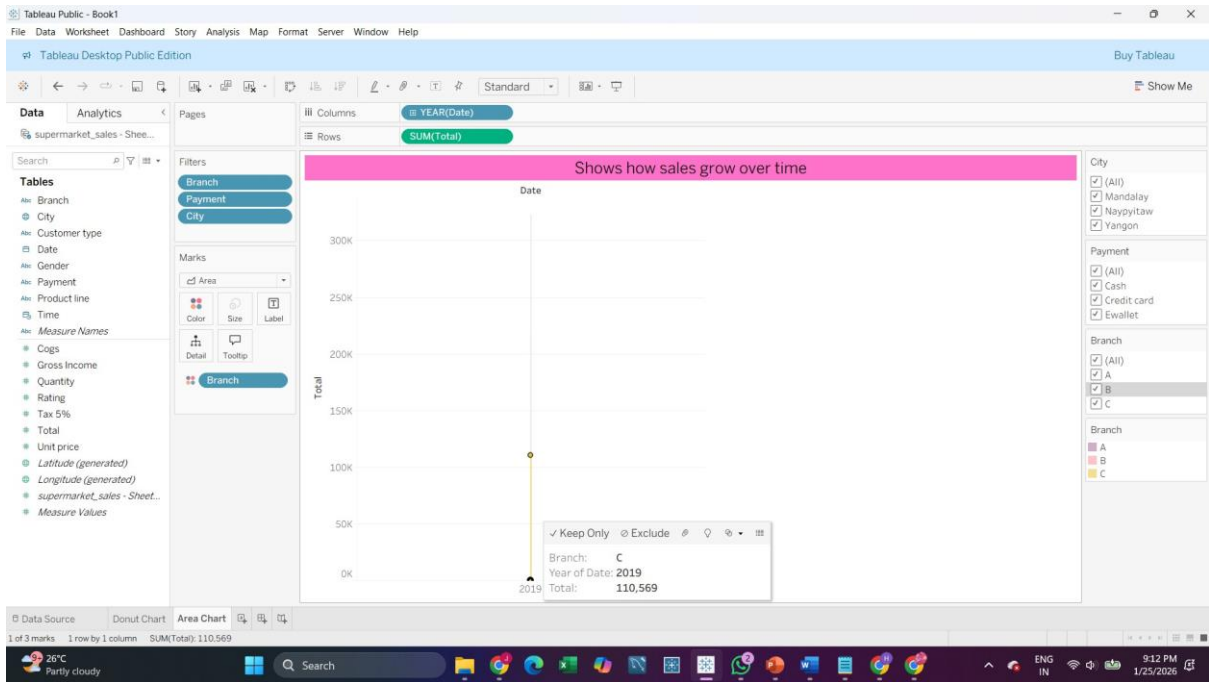 Tableau Public - Book1
File Data Worksheet Dashboard Story Analysis Map Format Server Window Help
Tableau Desktop Public Edition
Buy Tableau
Standard
Show Me
Data Analytics
Pages
Columns
YEAR(Date)
supermarket_sales - Shee...
Rows
SUM(Total)
Search
Tables
Branch
City
Customer type
Date
Gender
Payment
Product line
Time
Measure Names
Cogs
Gross Income
Quantity
Rating
Tax 5%
Total
Unit price
Latitude (generated)
Longitude (generated)
supermarket_sales - Sheet...
Measure Values
Filters
Branch
Payment
City
Marks
Area
Color Size Label
Detail Tooltip
Branch
Shows how sales grow over time
Date
300K
250K
200K
150K
100K
50K
0K
Total
2019
Keep Only Exclude
Branch: C
Year of Date: 2019
Total: 110,569
City
(All)
Mandalay
Naypyitaw
Yangon
Payment
(All)
Cash
Credit card
Ewallet
Branch
(All)
A
B
C
Branch
A
B
C
Data Source Donut Chart Area Chart
1 of 3 marks 1 row by 1 column SUM(Total): 110,569
26°C
Partly cloudy
Search
ENG
IN
9:12 PM
1/25/2026